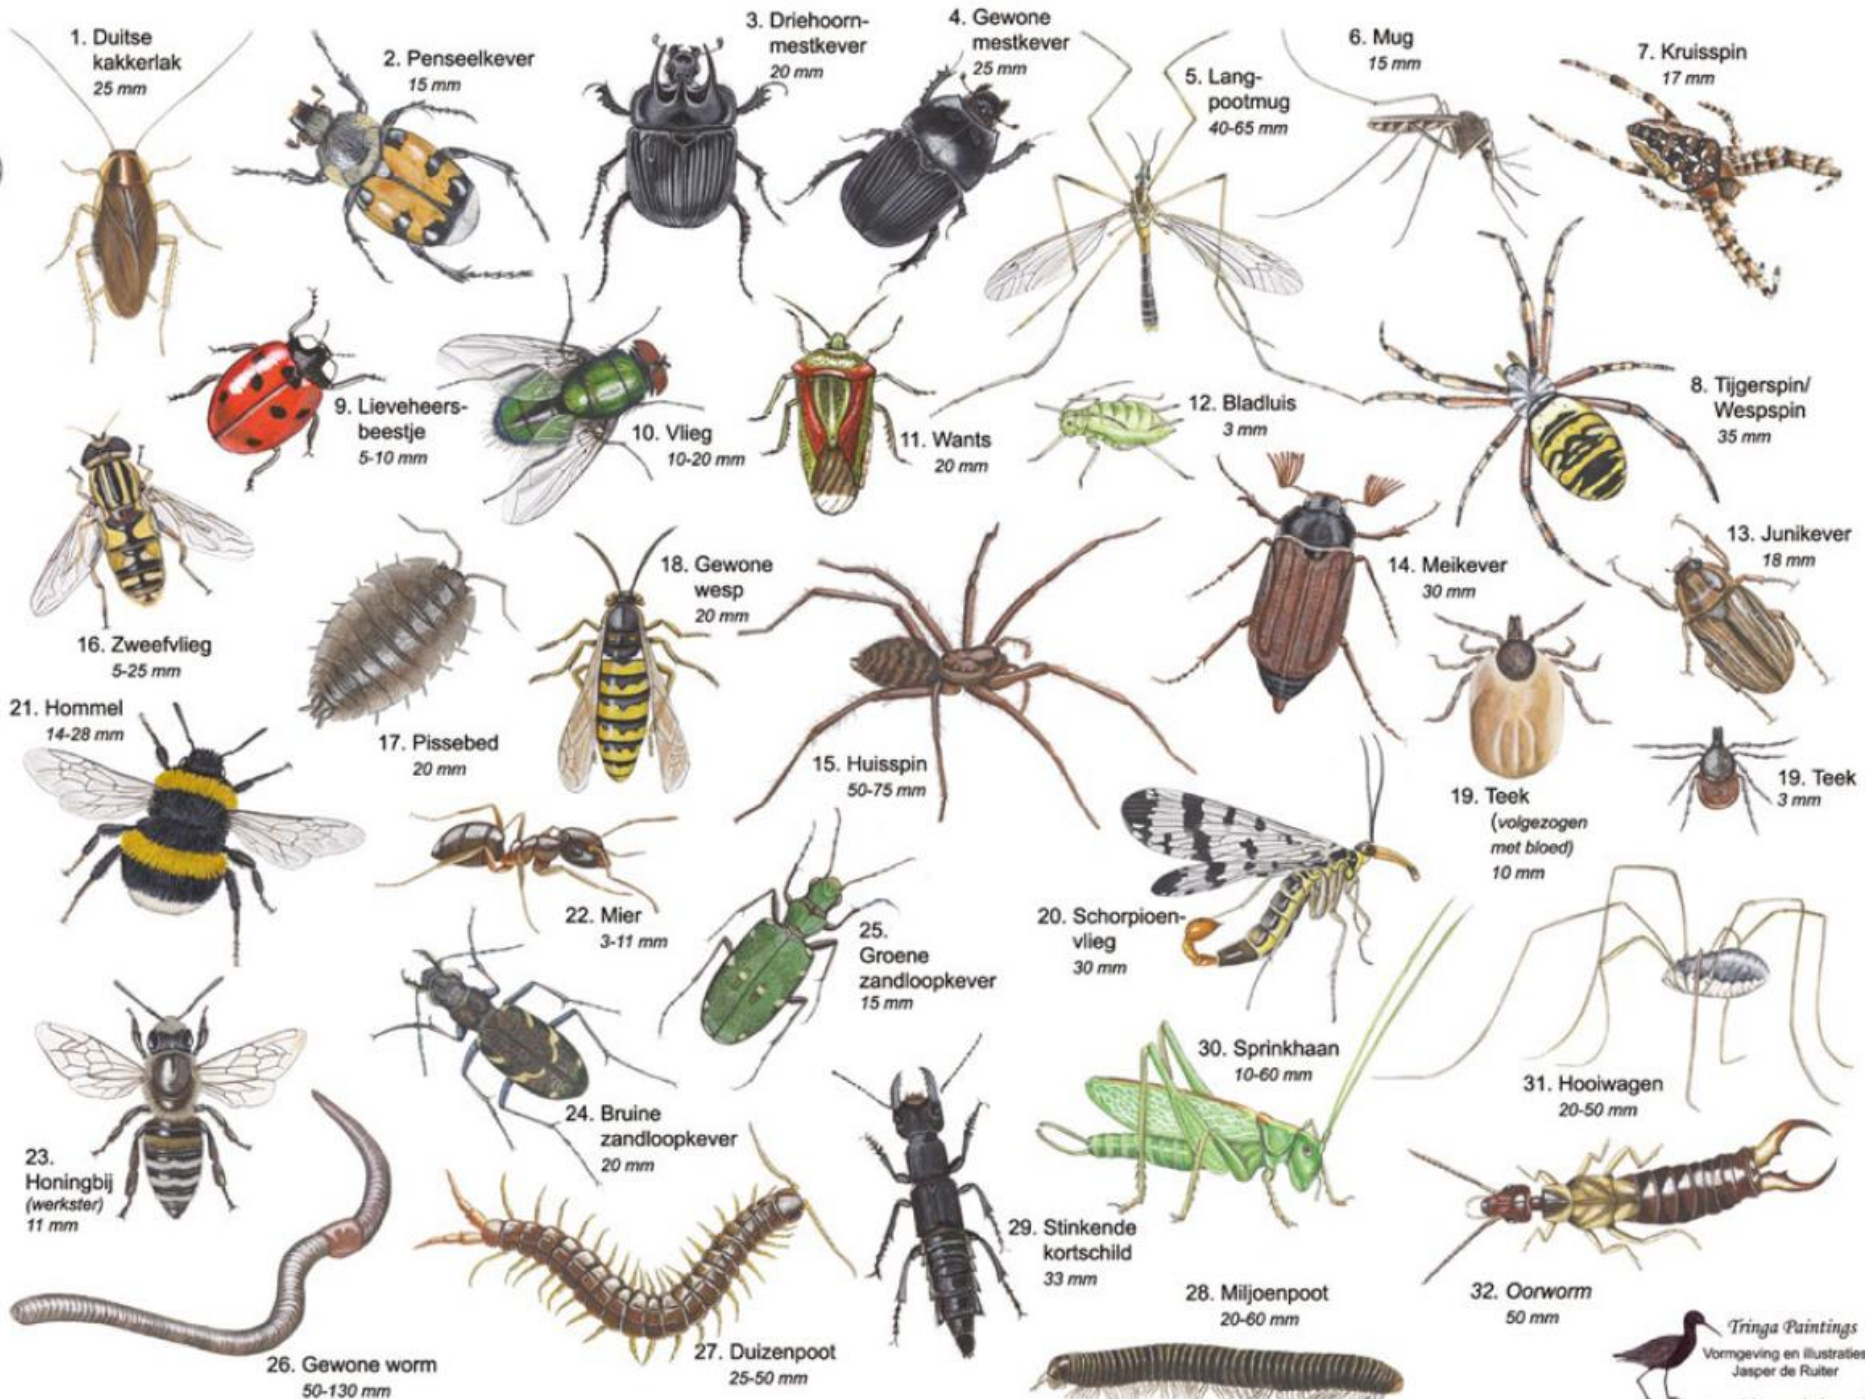 1. Duitse
kakkerlak
25 mm
2. Penseelkever
15 mm
3. Driehoorn-
mestkever
20 mm
4. Gewone
mestkever
25 mm
5. Lang-
pootmug
40-65 mm
6. Mug
15 mm
7. Kruisspin
17 mm
8. Tijgerspin/
Wespspin
35 mm
9. Lieveheers-
beestje
5-10 mm
10. Vlieg
10-20 mm
11. Wants
20 mm
12. Bladluis
3 mm
13. Junikever
18 mm
14. Meikever
30 mm
15. Huisspin
50-75 mm
16. Zweefvlieg
5-25 mm
17. Pissebed
20 mm
18. Gewone
wesp
20 mm
19. Teek
(volgezogen
met bloed)
10 mm
19. Teek
3 mm
20. Schorpioen-
vlieg
30 mm
21. Hommel
14-28 mm
22. Mier
3-11 mm
23.
Honingbij
(werkster)
11 mm
24. Bruine
zandloopkever
20 mm
25.
Groene
zandloopkever
15 mm
26. Gewone worm
50-130 mm
27. Duizenpoot
25-50 mm
28. Miljoenpoot
20-60 mm
29. Stinkende
kortschild
33 mm
30. Sprinkhaan
10-60 mm
31. Hooiwagen
20-50 mm
32. Oorworm
50 mm
Tringa Paintings
Vormgeving en illustraties
Jasper de Ruiter